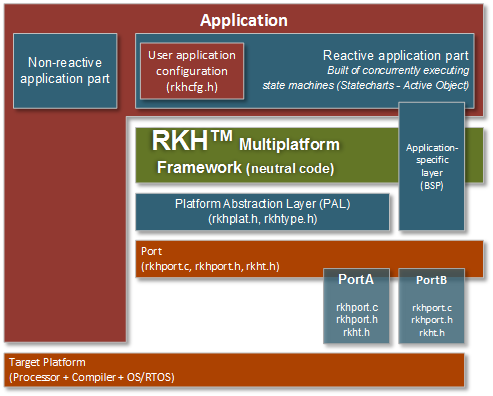 Application
Non-reactive
application part
User application
configuration
(rkhcfg.h)
Reactive application part
Built of concurrently executing
state machines (Statecharts - Active Object)
RKH™ Multiplatform
Framework (neutral code)
Application-
specific
layer
(BSP)
Platform Abstraction Layer (PAL)
(rkhplat.h, rkhtype.h)
Port
(rkhport.c, rkhport.h, rkht.h)
PortA
rkhport.c
rkhport.h
rkht.h
PortB
rkhport.c
rkhport.h
rkht.h
Target Platform
(Processor + Compiler + OS/RTOS)